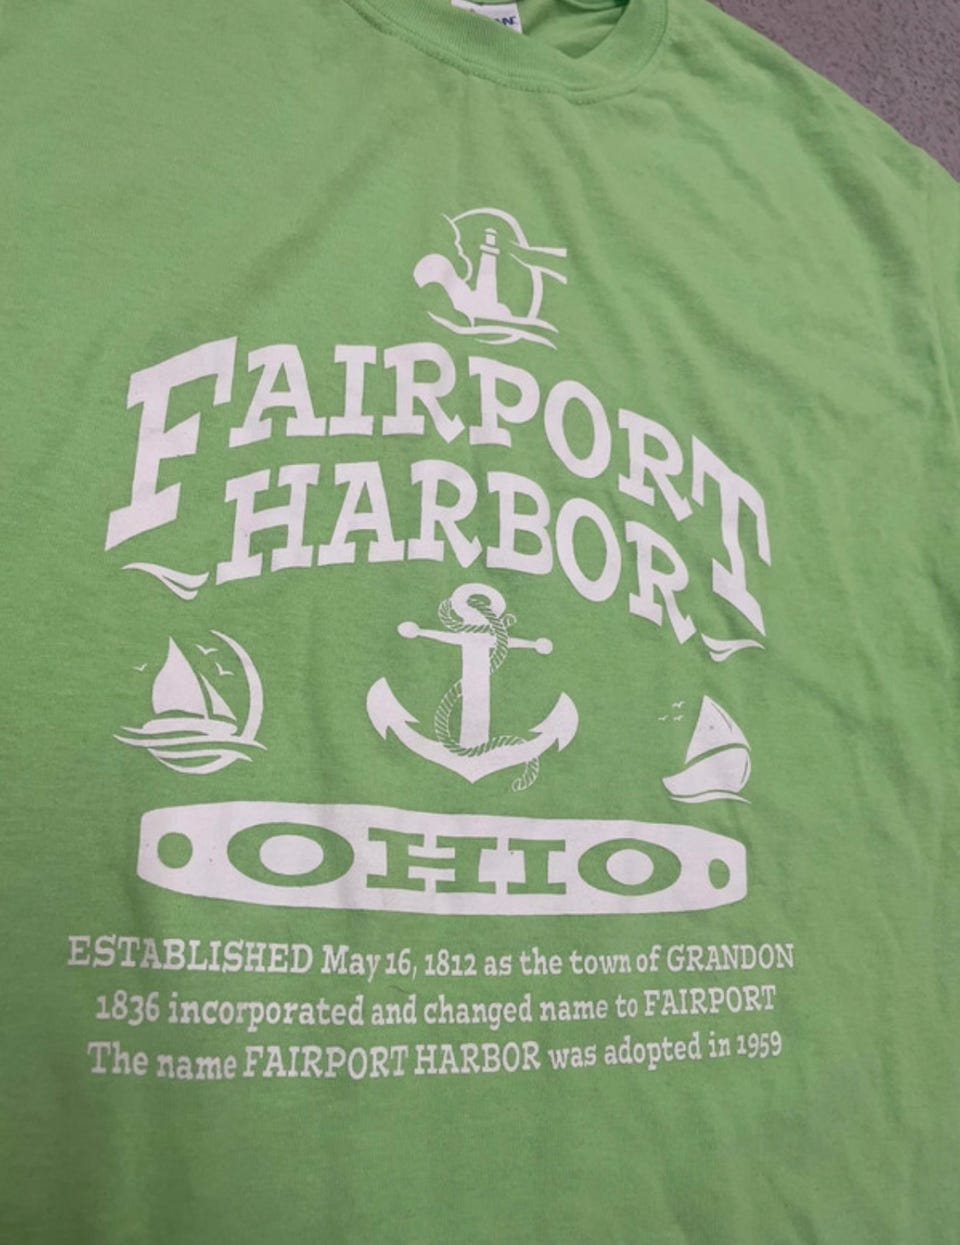 FAIRPORT
HARBOR
OHIO
ESTABLISHED May 16, 1812 as the town of GRANDON
1836 incorporated and changed name to FAIRPORT
The name FAIRPORT HARBOR was adopted in 1959